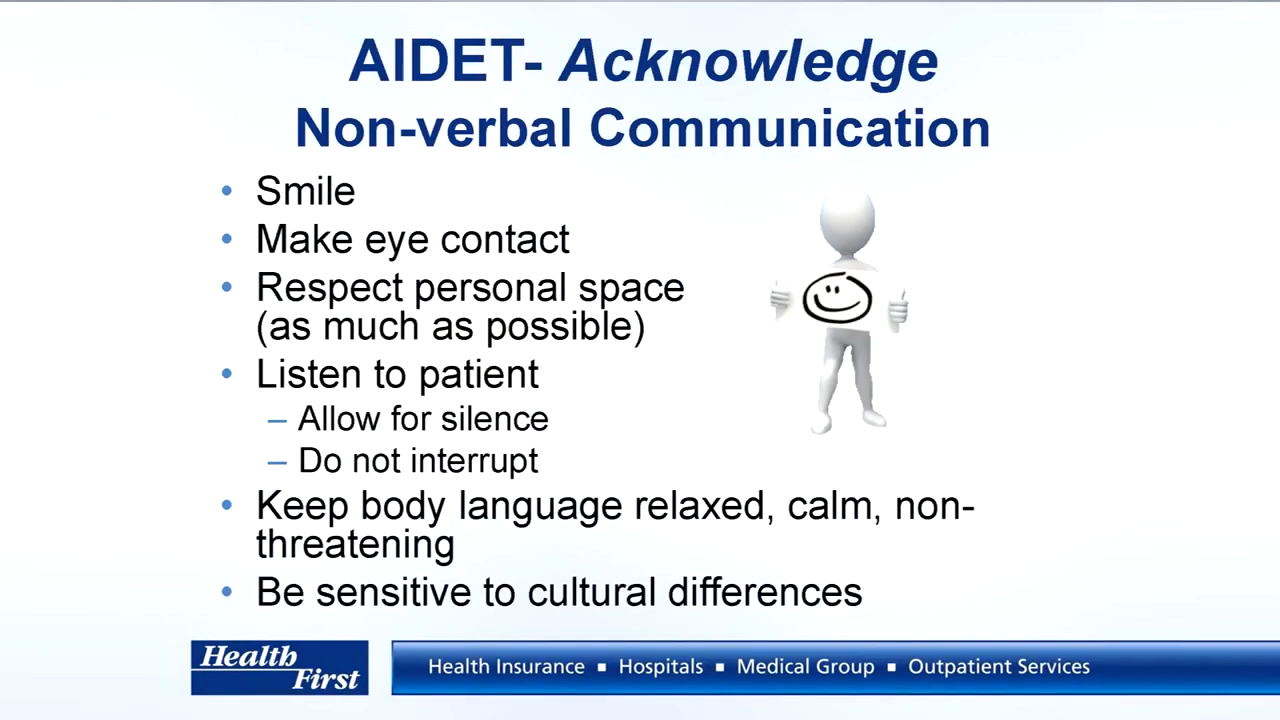 AIDET- Acknowledge
Non-verbal Communication
• Smile
• Make eye contact
• Respect personal space
(as much as possible)
• Listen to patient
– Allow for silence
– Do not interrupt
• Keep body language relaxed, calm, non-
threatening
• Be sensitive to cultural differences
Health
First
Health Insurance ▪ Hospitals ▪ Medical Group ▪ Outpatient Services